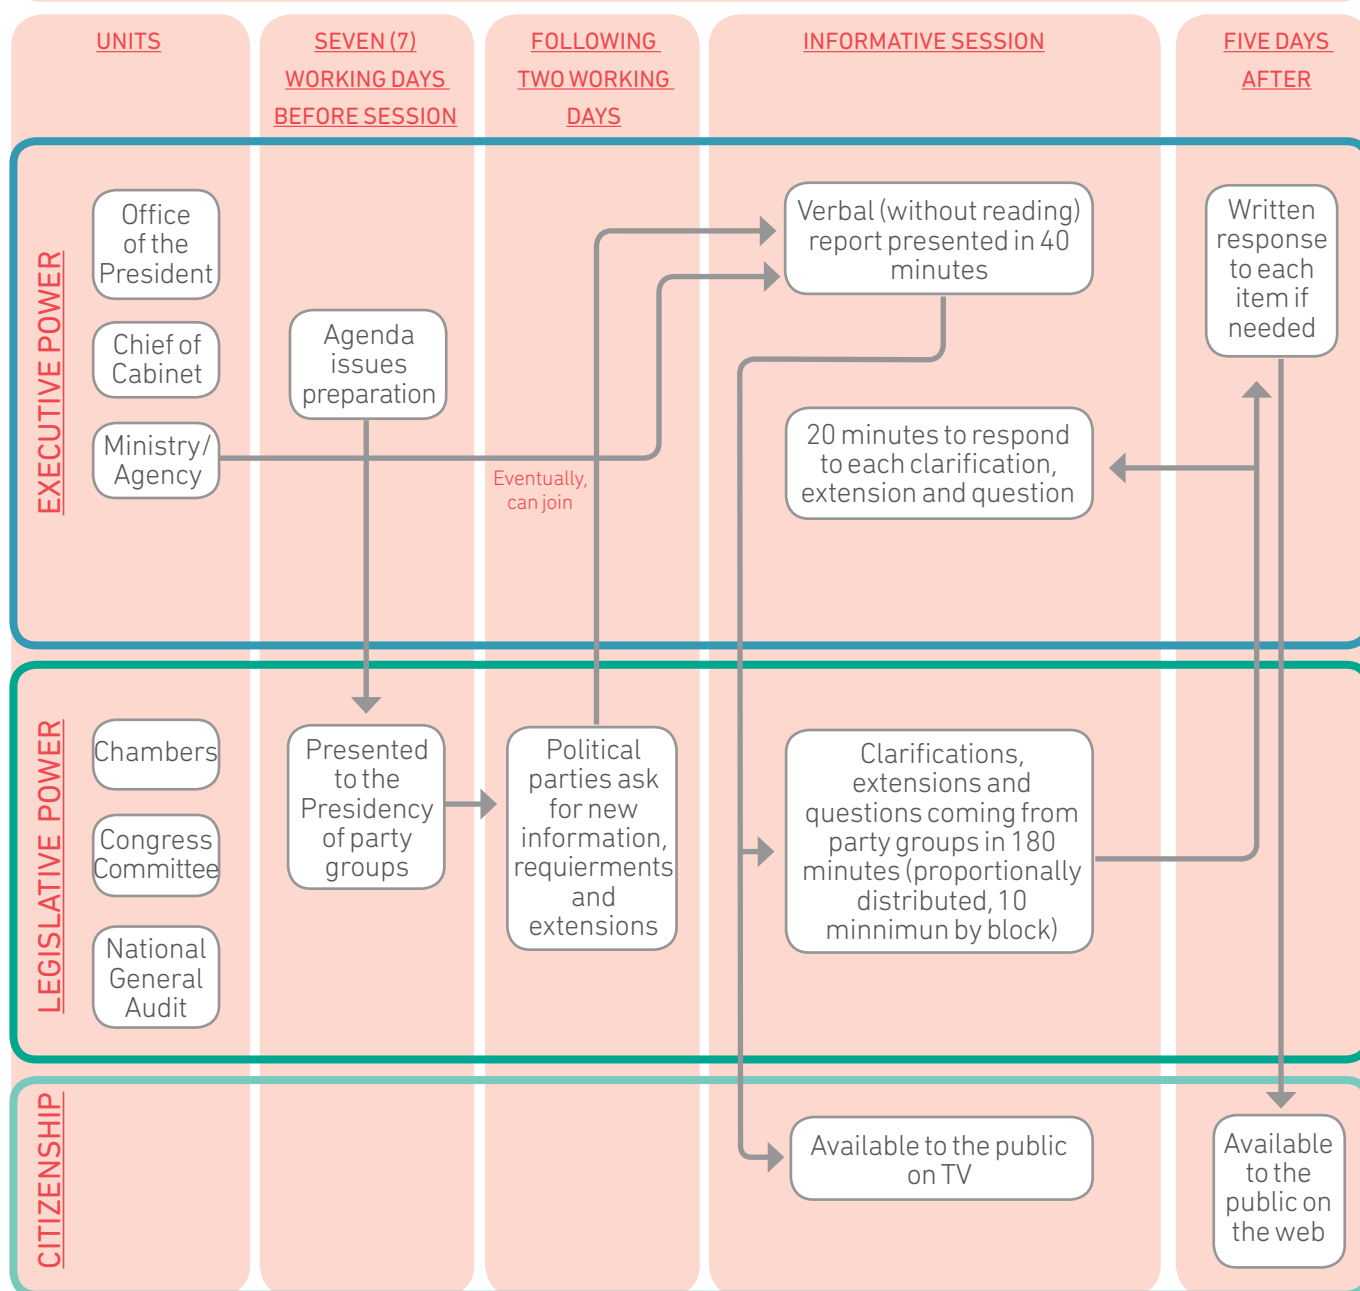 UNITS
SEVEN (7)
WORKING DAYS
BEFORE SESSION
FOLLOWING
TWO WORKING
DAYS
INFORMATIVE SESSION
FIVE DAYS
AFTER
EXECUTIVE POWER
Office
of the
President
Chief of
Cabinet
Ministry/
Agency
Agenda
issues
preparation
Eventually,
can join
Verbal (without reading)
report presented in 40
minutes
20 minutes to respond
to each clarification,
extension and question
Written
response
to each
item if
needed
LEGISLATIVE POWER
Chambers
Congress
Committee
National
General
Audit
Presented
to the
Presidency
of party
groups
Political
parties ask
for new
information,
requierments
and
extensions
Clarifications,
extensions and
questions coming from
party groups in 180
minutes (proportionally
distributed, 10
minnimun by block)
CITIZENSHIP
Available to the public
on TV
Available
to the
public on
the web